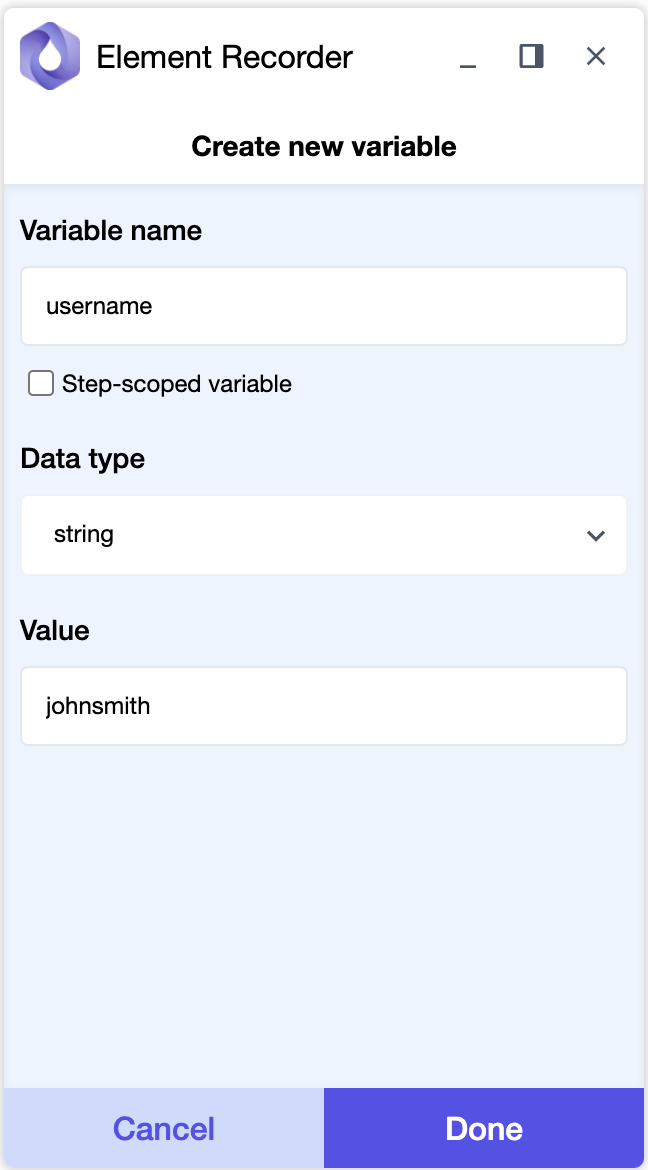 Element Recorder
Create new variable
Variable name
username
Step-scoped variable
Data type
string
Value
johnsmith
Cancel
Done